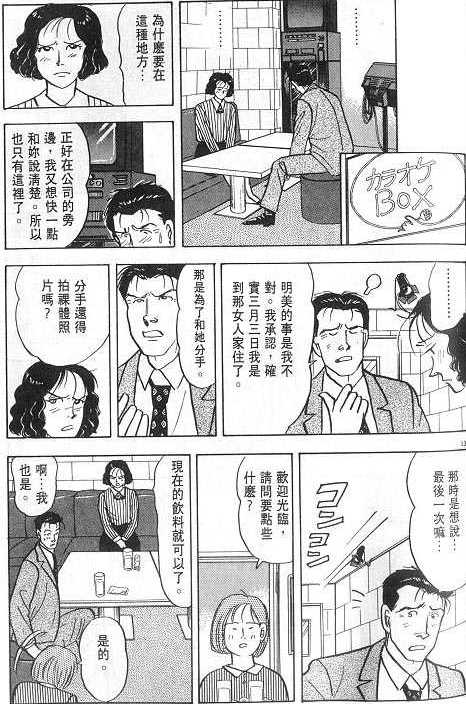 ……
……
カラオケ
BOX
為什麼要在
這種地方…
正好在公司的旁
邊，我又想快一點
和妳說清楚。所以
也只有這裡了。
……
明美的事是我不
對。我承認，確
實三月三日我是
到那女人家住了。
那是為了和她分手。
分手還得
拍祼體照
片嗎？
13
那時是想說…
最後一次嘛…
歡迎光臨，
請問要點些
什麼？
現在的飲料就可以了。
啊…我
也是。
是的。